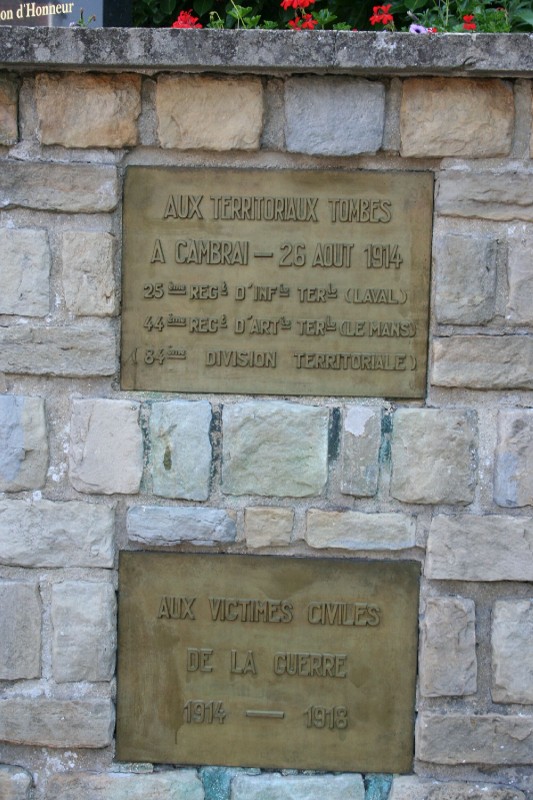 on d'Honneur
AUX TERRITORIAUX TOMBES
A CAMBRAI — 26 AOUT 1914
25ème REGt D'INFie TERle (LAVAL)
44ème REGt D'ARTie TERle (LE MANS)
(84ème DIVISION TERRITORIALE)
AUX VICTIMES CIVILES
DE LA GUERRE
1914 — 1918